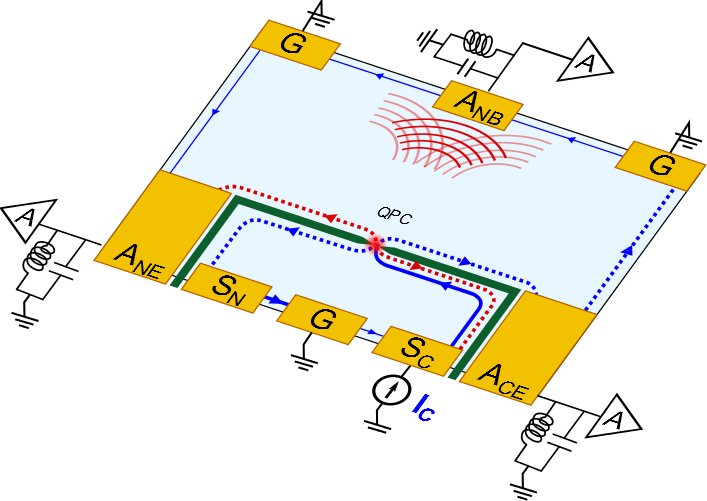 G
A
A_NB
G
QPC
A
A_NE
S_N
G
S_C
A_CE
I_C
A